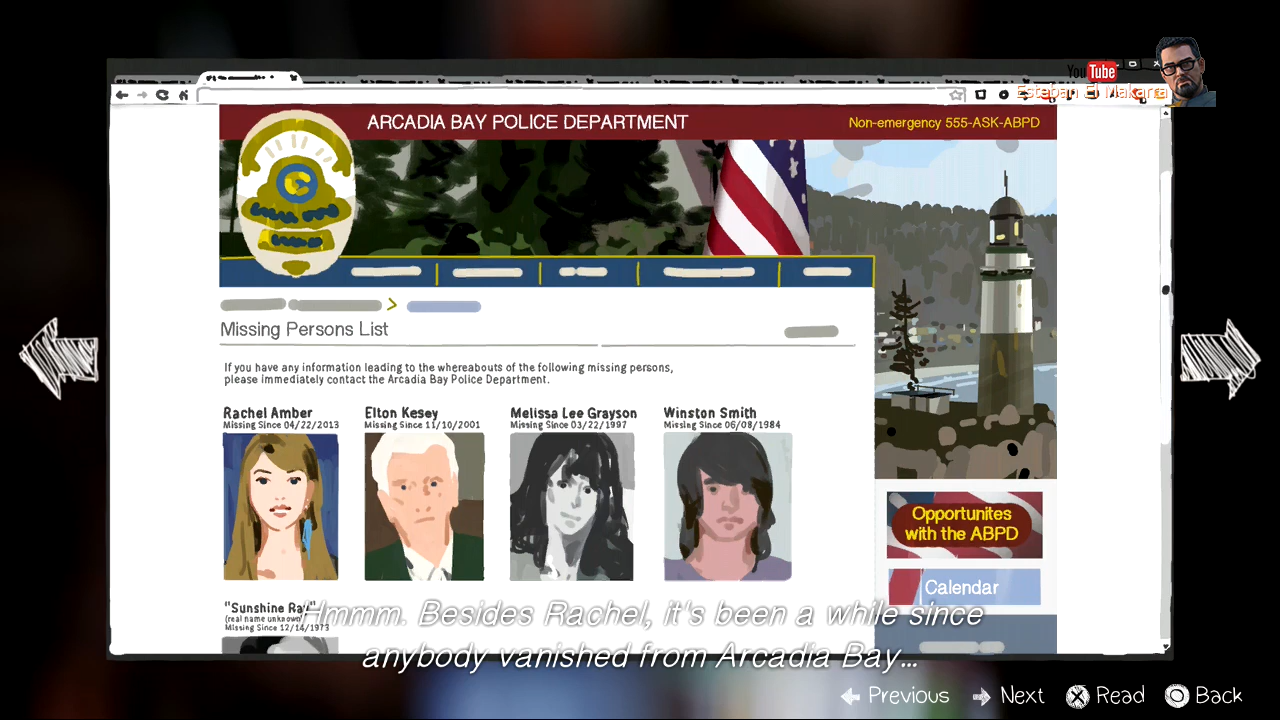 You Tube
Esteban El Makarra
ARCADIA BAY POLICE DEPARTMENT
Non-emergency 555-ASK-ABPD
Missing Persons List
If you have any information leading to the whereabouts of the following missing persons,
please immediately contact the Arcadia Bay Police Department.
Rachel Amber
Missing Since 04/22/2013
Elton Kesey
Missing Since 11/10/2001
Melissa Lee Grayson
Missing Since 03/22/1997
Winston Smith
Missing Since 06/08/1984
Opportunites
with the ABPD
Calendar
"Sunshine Ray"
(real name unknown)
Missing Since 12/14/1973
Hmmm. Besides Rachel, it's been a while since
anybody vanished from Arcadia Bay...
Previous
Next
Read
Back